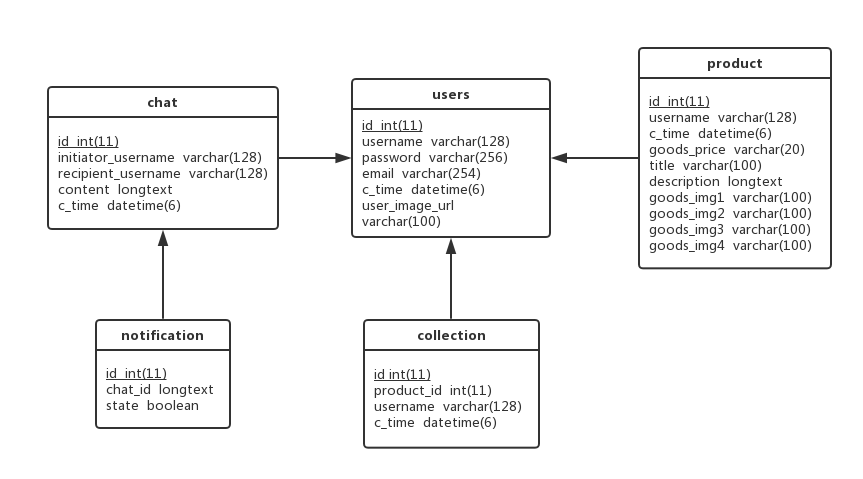 chat
id int(11)
initiator_username varchar(128)
recipient_username varchar(128)
content longtext
c_time datetime(6)
users
id int(11)
username varchar(128)
password varchar(256)
email varchar(254)
c_time datetime(6)
user_image_url
varchar(100)
product
id int(11)
username varchar(128)
c_time datetime(6)
goods_price varchar(20)
title varchar(100)
description longtext
goods_img1 varchar(100)
goods_img2 varchar(100)
goods_img3 varchar(100)
goods_img4 varchar(100)
notification
id int(11)
chat_id longtext
state boolean
collection
id int(11)
product_id int(11)
username varchar(128)
c_time datetime(6)